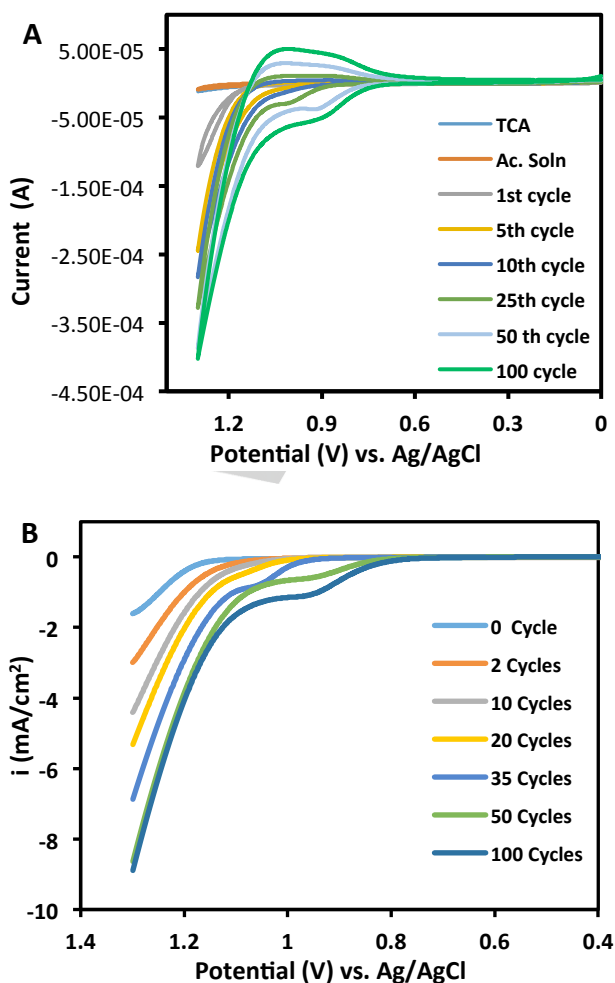 A
5.00E-05
-5.00E-05
-1.50E-04
-2.50E-04
-3.50E-04
-4.50E-04
Current (A)
TCA
Ac. Soln
1st cycle
5th cycle
10th cycle
25th cycle
50 th cycle
100 cycle
1.2 0.9 0.6 0.3 0
Potential (V) vs. Ag/AgCl
B
0
-2
-4
-6
-8
-10
i (mA/cm²)
0 Cycle
2 Cycles
10 Cycles
20 Cycles
35 Cycles
50 Cycles
100 Cycles
1.4 1.2 1 0.8 0.6 0.4
Potential (V) vs. Ag/AgCl